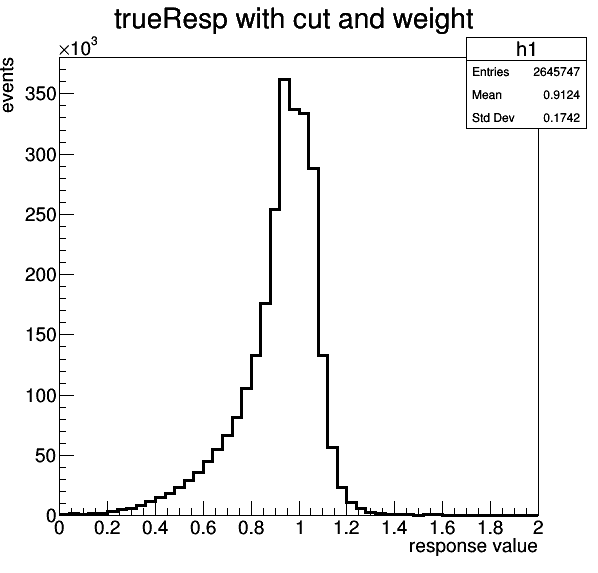 trueResp with cut and weight
h1
Entries 2645747
Mean 0.9124
Std Dev 0.1742
×10³
events
350
300
250
200
150
100
50
0
0 0.2 0.4 0.6 0.8 1 1.2 1.4 1.6 1.8 2
response value